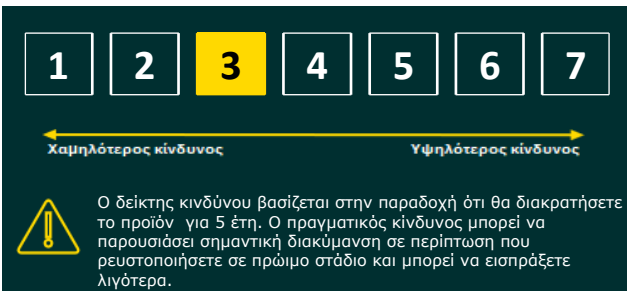 1 2 3 4 5 6 7
Χαμηλότερος κίνδυνος Υψηλότερος κίνδυνος
Ο δείκτης κινδύνου βασίζεται στην παραδοχή ότι θα διακρατήσετε
το προϊόν για 5 έτη. Ο πραγματικός κίνδυνος μπορεί να
παρουσιάσει σημαντική διακύμανση σε περίπτωση που
ρευστοποιήσετε σε πρώιμο στάδιο και μπορεί να εισπράξετε
λιγότερα.